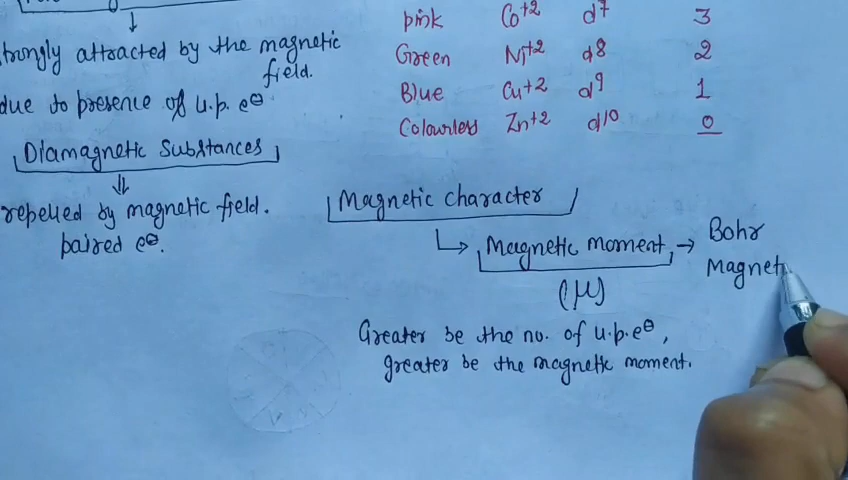 strongly attracted by the magnetic
field.
due to presence of u.p. e⊖.
Diamagnetic Substances
repelled by magnetic field.
paired e⊖.
Pink Co+2 d7 3
Green Ni+2 d8 2
Blue Cu+2 d9 1
Colourless Zn+2 d10 0
Magnetic character
Magnetic moment → Bohr
Magnet
(μ)
Greater be the no. of u.p.e⊖,
greater be the magnetic moment.